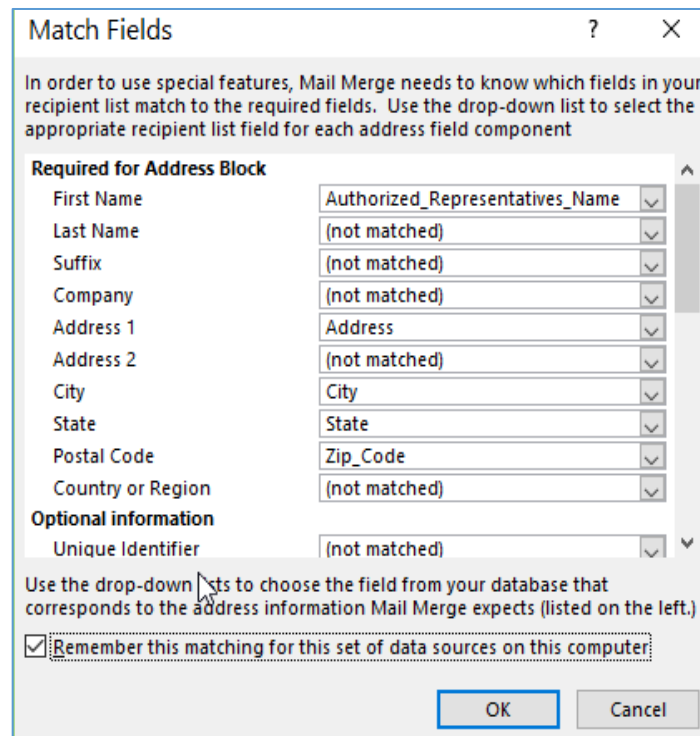 Match Fields ? X
In order to use special features, Mail Merge needs to know which fields in your
recipient list match to the required fields. Use the drop-down list to select the
appropriate recipient list field for each address field component
Required for Address Block
First Name Authorized_Representatives_Name
Last Name (not matched)
Suffix (not matched)
Company (not matched)
Address 1 Address
Address 2 (not matched)
City City
State State
Postal Code Zip_Code
Country or Region (not matched)
Optional information
Unique Identifier (not matched)
Use the drop-down lists to choose the field from your database that
corresponds to the address information Mail Merge expects (listed on the left.)
Remember this matching for this set of data sources on this computer
OK Cancel